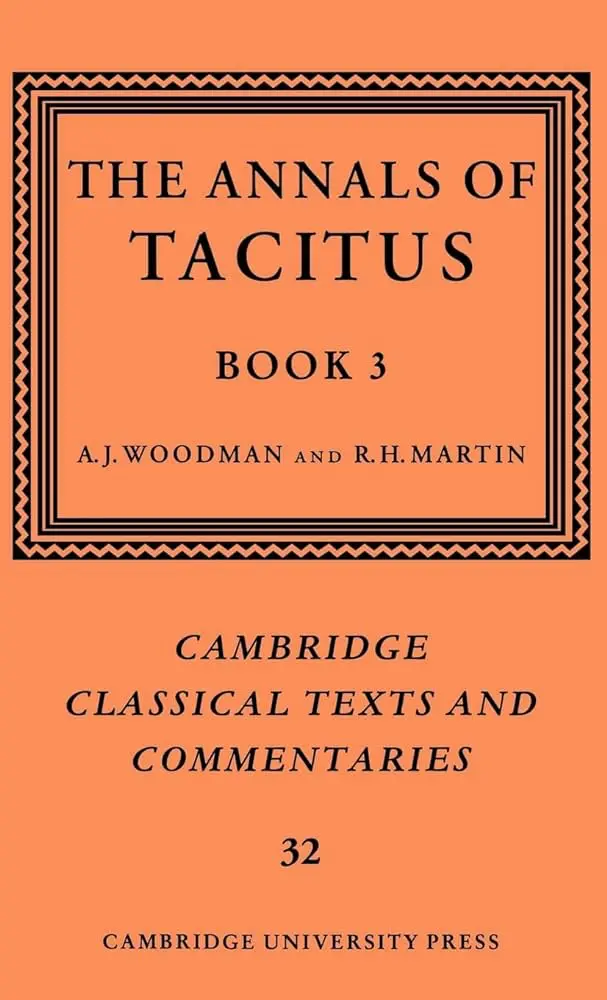 THE ANNALS OF
TACITUS
BOOK 3
A. J. WOODMAN AND R. H. MARTIN
CAMBRIDGE
CLASSICAL TEXTS AND
COMMENTARIES
32
CAMBRIDGE UNIVERSITY PRESS